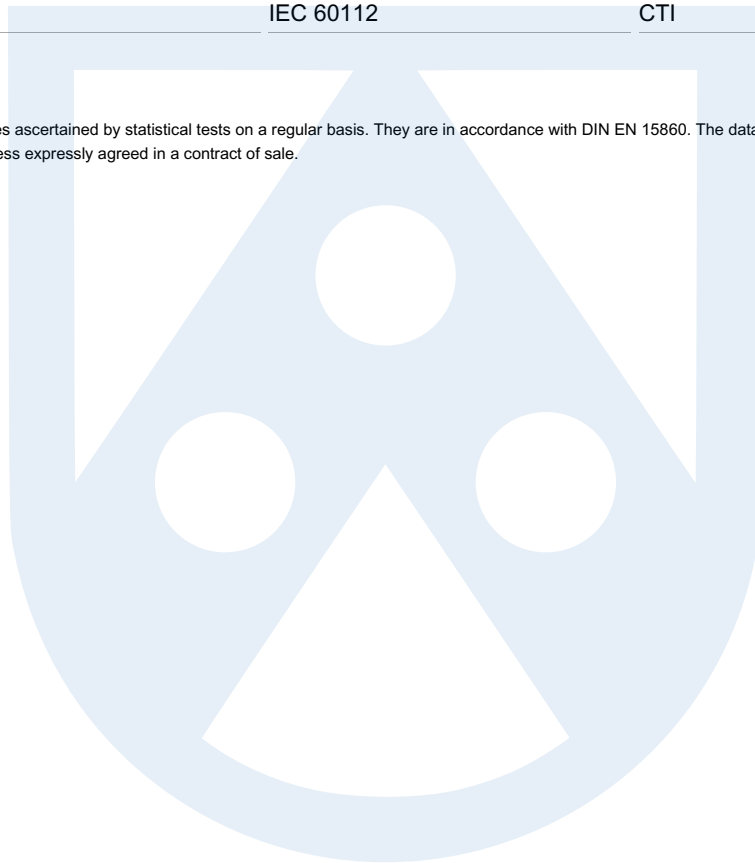 IEC 60112 CTI
es ascertained by statistical tests on a regular basis. They are in accordance with DIN EN 15860. The data
ess expressly agreed in a contract of sale.